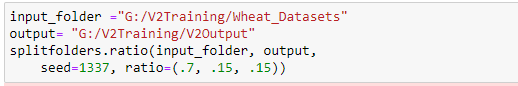 input_folder ="G:/V2Training/Wheat_Datasets"
output= "G:/V2Training/V2Output"
splitfolders.ratio(input_folder, output,
    seed=1337, ratio=(.7, .15, .15))